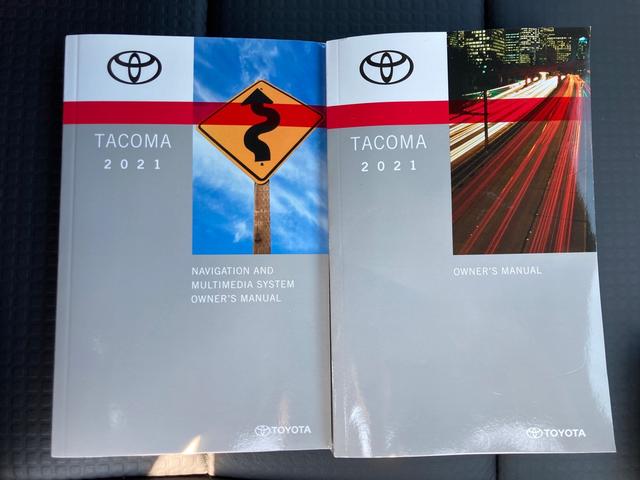 TACOMA
2021
NAVIGATION AND
MULTIMEDIA SYSTEM
OWNER'S MANUAL
TOYOTA
TACOMA
2021
OWNER'S MANUAL
TOYOTA